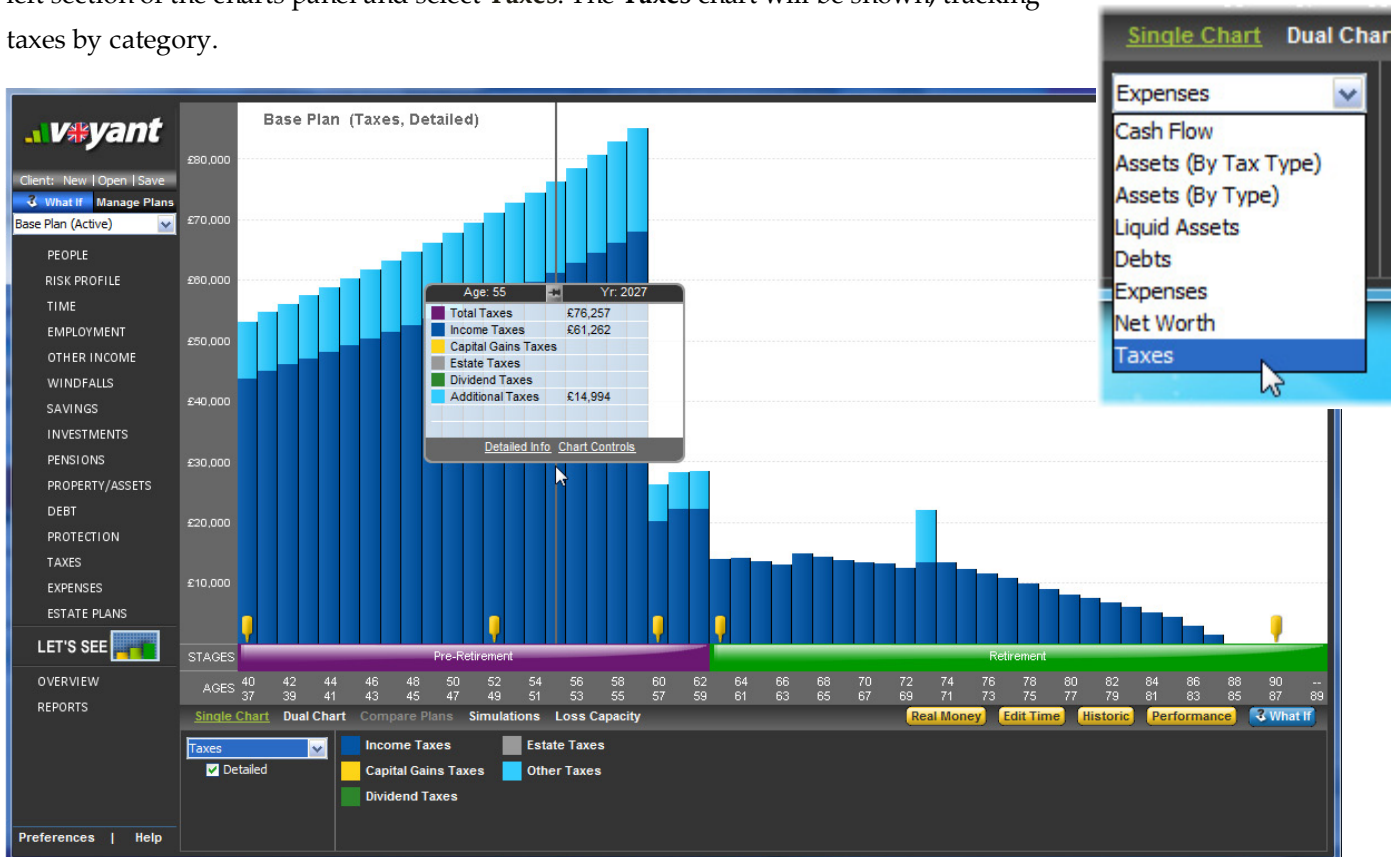 taxes by category.
Single Chart Dual Char
Expenses
Cash Flow
Assets (By Tax Type)
Assets (By Type)
Liquid Assets
Debts
Expenses
Net Worth
Taxes
voyant
Client: New | Open | Save
What If Manage Plans
Base Plan (Active)
PEOPLE
RISK PROFILE
TIME
EMPLOYMENT
OTHER INCOME
WINDFALLS
SAVINGS
INVESTMENTS
PENSIONS
PROPERTY/ASSETS
DEBT
PROTECTION
TAXES
EXPENSES
ESTATE PLANS
LET'S SEE
OVERVIEW
REPORTS
Preferences | Help
Base Plan (Taxes, Detailed)
£80,000
£70,000
£60,000
£50,000
£40,000
£30,000
£20,000
£10,000
Age: 55 Yr: 2027
Total Taxes £76,257
Income Taxes £61,262
Capital Gains Taxes
Estate Taxes
Dividend Taxes
Additional Taxes £14,994
Detailed Info Chart Controls
STAGES Pre-Retirement Retirement
AGES 40 42 44 46 48 50 52 54 56 58 60 62 64 66 68 70 72 74 76 78 80 82 84 86 88 90 --
37 39 41 43 45 47 49 51 53 55 57 59 61 63 65 67 69 71 73 75 77 79 81 83 85 87 89
Single Chart Dual Chart Compare Plans Simulations Loss Capacity Real Money Edit Time Historic Performance What If
Taxes
Detailed
Income Taxes Estate Taxes
Capital Gains Taxes Other Taxes
Dividend Taxes